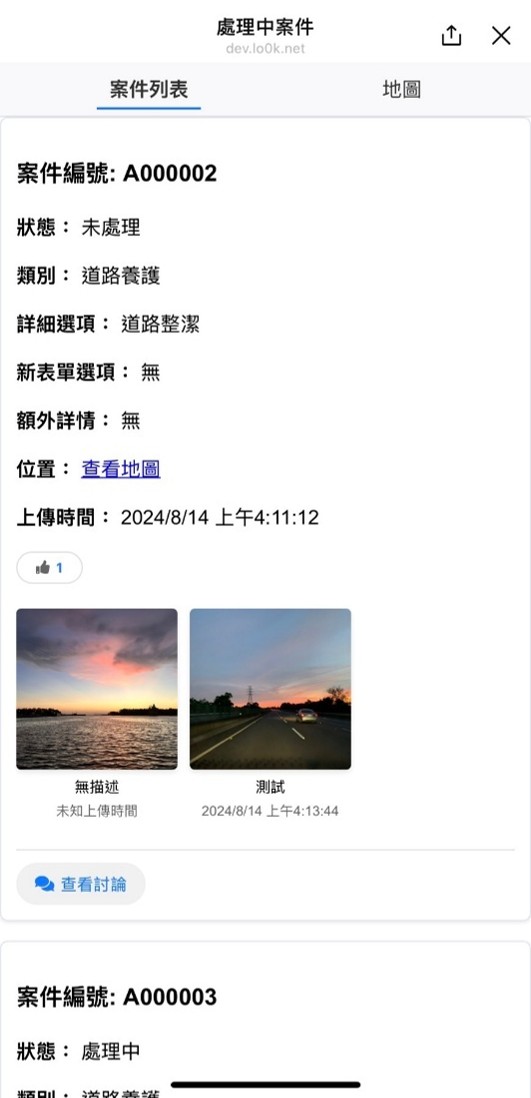 處理中案件
dev.lo0k.net
案件列表
地圖
案件編號: A000002
狀態： 未處理
類別： 道路養護
詳細選項： 道路整潔
新表單選項： 無
額外詳情： 無
位置： 查看地圖
上傳時間： 2024/8/14 上午4:11:12
1
無描述
未知上傳時間
測試
2024/8/14 上午4:13:44
查看討論
案件編號: A000003
狀態： 處理中
類別： 道路養護